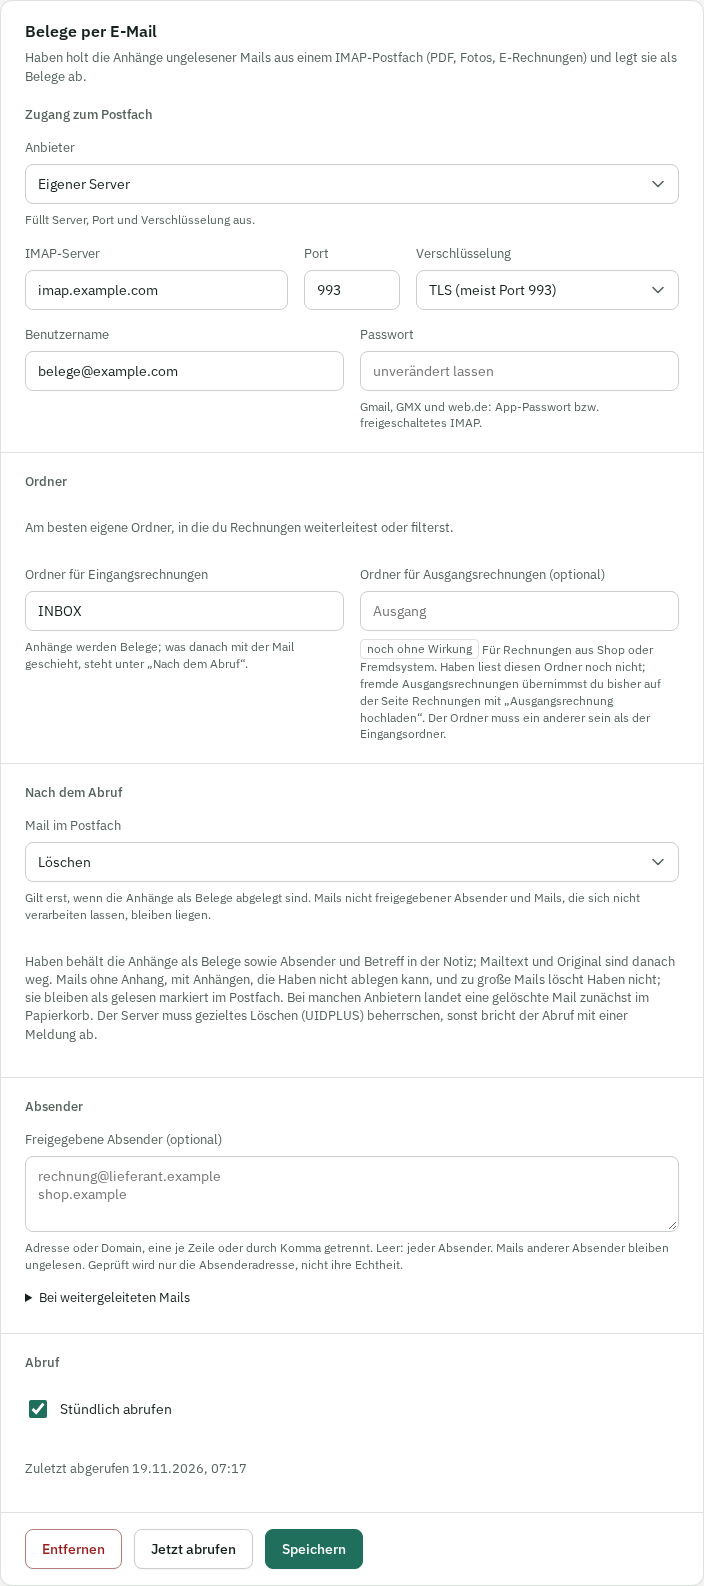 Belege per E-Mail
Haben holt die Anhänge ungelesener Mails aus einem IMAP-Postfach (PDF, Fotos, E-Rechnungen) und legt sie als
Belege ab.
Zugang zum Postfach
Anbieter
Eigener Server
Füllt Server, Port und Verschlüsselung aus.
IMAP-Server
Port
Verschlüsselung
imap.example.com
993
TLS (meist Port 993)
Benutzername
Passwort
belege@example.com
unverändert lassen
Gmail, GMX und web.de: App-Passwort bzw.
freigeschaltetes IMAP.
Ordner
Am besten eigene Ordner, in die du Rechnungen weiterleitest oder filterst.
Ordner für Eingangsrechnungen
INBOX
Anhänge werden Belege; was danach mit der Mail
geschieht, steht unter „Nach dem Abruf“.
Ordner für Ausgangsrechnungen (optional)
Ausgang
noch ohne Wirkung Für Rechnungen aus Shop oder
Fremdsystem. Haben liest diesen Ordner noch nicht;
fremde Ausgangsrechnungen übernimmst du bisher auf
der Seite Rechnungen mit „Ausgangsrechnung
hochladen“. Der Ordner muss ein anderer sein als der
Eingangsordner.
Nach dem Abruf
Mail im Postfach
Löschen
Gilt erst, wenn die Anhänge als Belege abgelegt sind. Mails nicht freigegebener Absender und Mails, die sich nicht
verarbeiten lassen, bleiben liegen.
Haben behält die Anhänge als Belege sowie Absender und Betreff in der Notiz; Mailtext und Original sind danach
weg. Mails ohne Anhang, mit Anhängen, die Haben nicht ablegen kann, und zu große Mails löscht Haben nicht;
sie bleiben als gelesen markiert im Postfach. Bei manchen Anbietern landet eine gelöschte Mail zunächst im
Papierkorb. Der Server muss gezieltes Löschen (UIDPLUS) beherrschen, sonst bricht der Abruf mit einer
Meldung ab.
Absender
Freigegebene Absender (optional)
rechnung@lieferant.example
shop.example
Adresse oder Domain, eine je Zeile oder durch Komma getrennt. Leer: jeder Absender. Mails anderer Absender bleiben
ungelesen. Geprüft wird nur die Absenderadresse, nicht ihre Echtheit.
Bei weitergeleiteten Mails
Abruf
Stündlich abrufen
Zuletzt abgerufen 19.11.2026, 07:17
Entfernen
Jetzt abrufen
Speichern